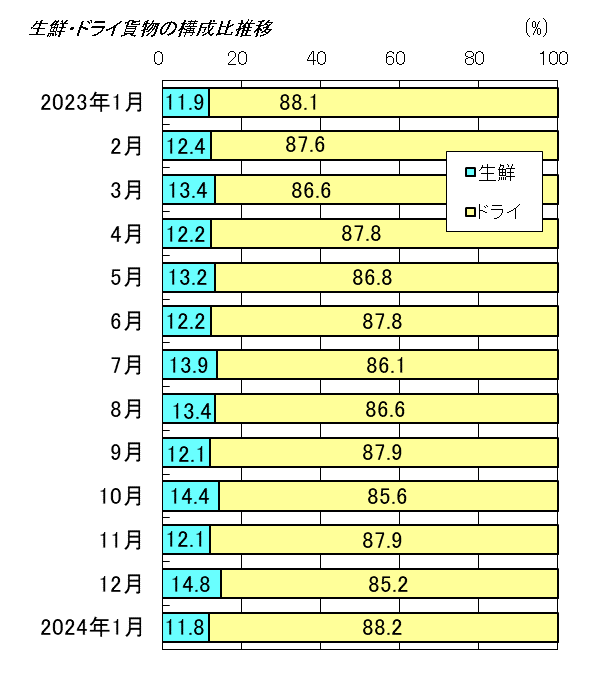 生鮮・ドライ貨物の構成比推移 (%)
0 20 40 60 80 100
2023年1月 11.9 88.1
2月 12.4 87.6
3月 13.4 86.6
4月 12.2 87.8
5月 13.2 86.8
6月 12.2 87.8
7月 13.9 86.1
8月 13.4 86.6
9月 12.1 87.9
10月 14.4 85.6
11月 12.1 87.9
12月 14.8 85.2
2024年1月 11.8 88.2
生鮮
ドライ